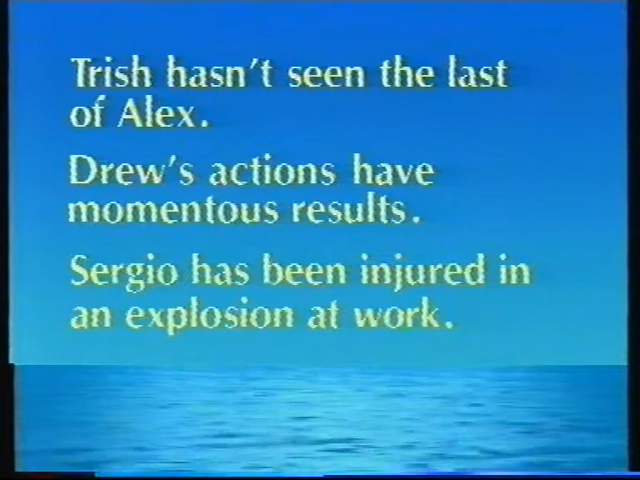 Trish hasn't seen the last
of Alex.
Drew's actions have
momentous results.
Sergio has been injured in
an explosion at work.